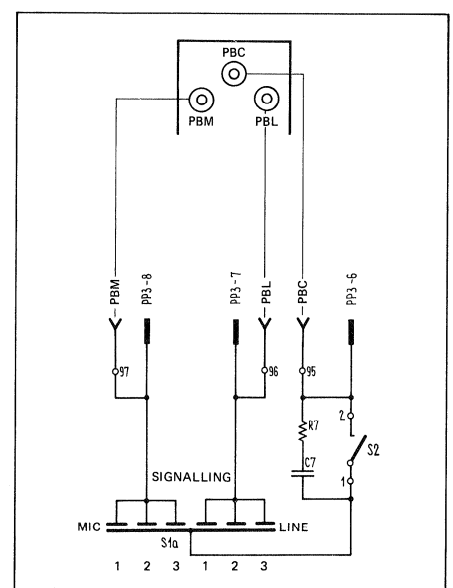 PBC
PBM
PBL
PBM
PP3-8
PP3-7
PBL
PBC
PP3-6
97
96
95
2
R7
S2
C7
1
SIGNALLING
MIC
LINE
S1a
1 2 3 1 2 3